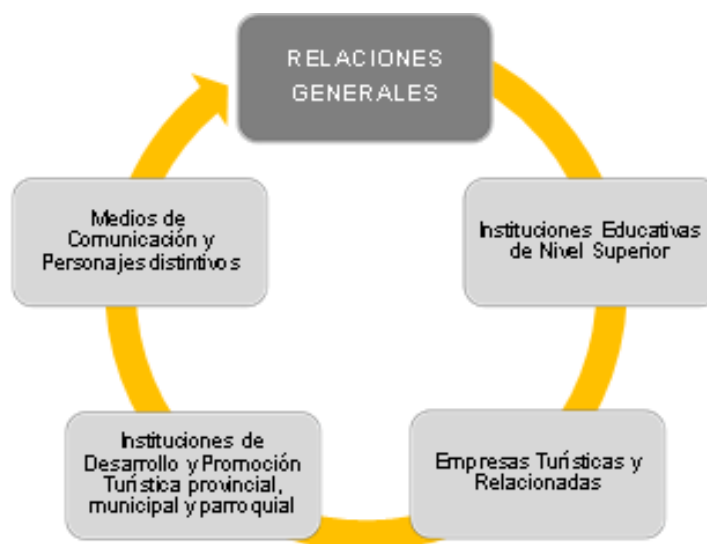 RELACIONES
GENERALES
Instituciones Educativas
de Nivel Superior
Empresas Turísticas y
Relacionadas
Instituciones de
Desarrollo y Promoción
Turística provincial,
municipal y parroquial
Medios de
Comunicación y
Personajes distintivos